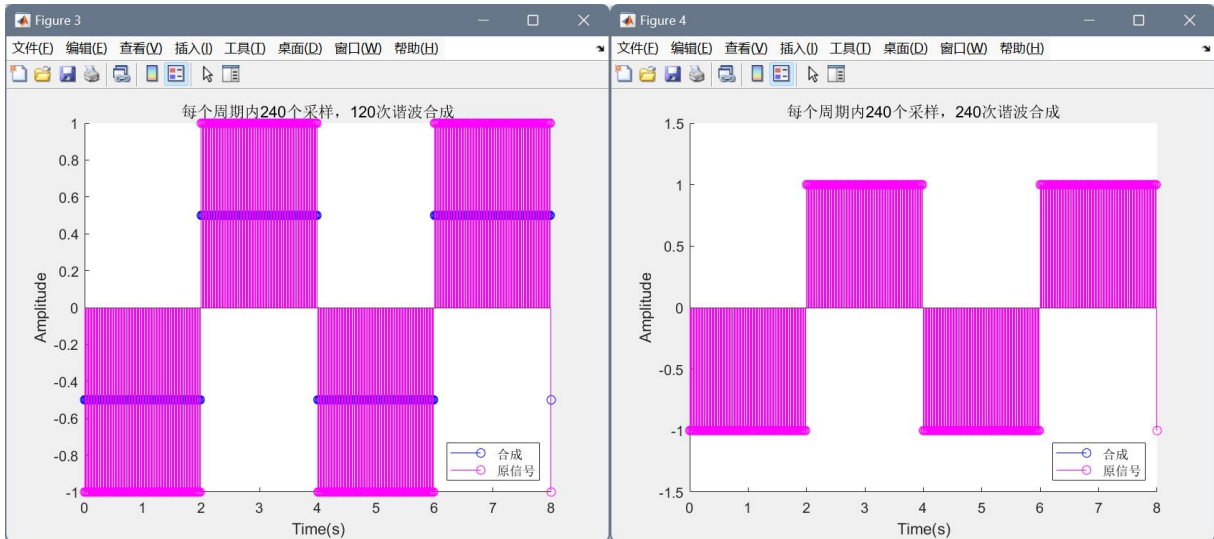 Figure 3
文件(F) 编辑(E) 查看(V) 插入(I) 工具(T) 桌面(D) 窗口(W) 帮助(H)
每个周期内240个采样，120次谐波合成
1
0.8
0.6
0.4
0.2
0
-0.2
-0.4
-0.6
-0.8
-1
Amplitude
合成
原信号
0 1 2 3 4 5 6 7 8
Time(s)
Figure 4
文件(F) 编辑(E) 查看(V) 插入(I) 工具(T) 桌面(D) 窗口(W) 帮助(H)
每个周期内240个采样，240次谐波合成
1.5
1
0.5
0
-0.5
-1
-1.5
Amplitude
合成
原信号
0 1 2 3 4 5 6 7 8
Time(s)